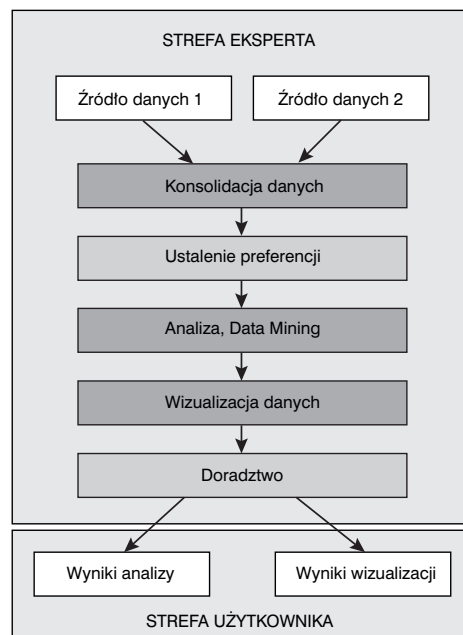 STREFA EKSPERTA
Źródło danych 1
Źródło danych 2
Konsolidacja danych
Ustalenie preferencji
Analiza, Data Mining
Wizualizacja danych
Doradztwo
Wyniki analizy
Wyniki wizualizacji
STREFA UŻYTKOWNIKA